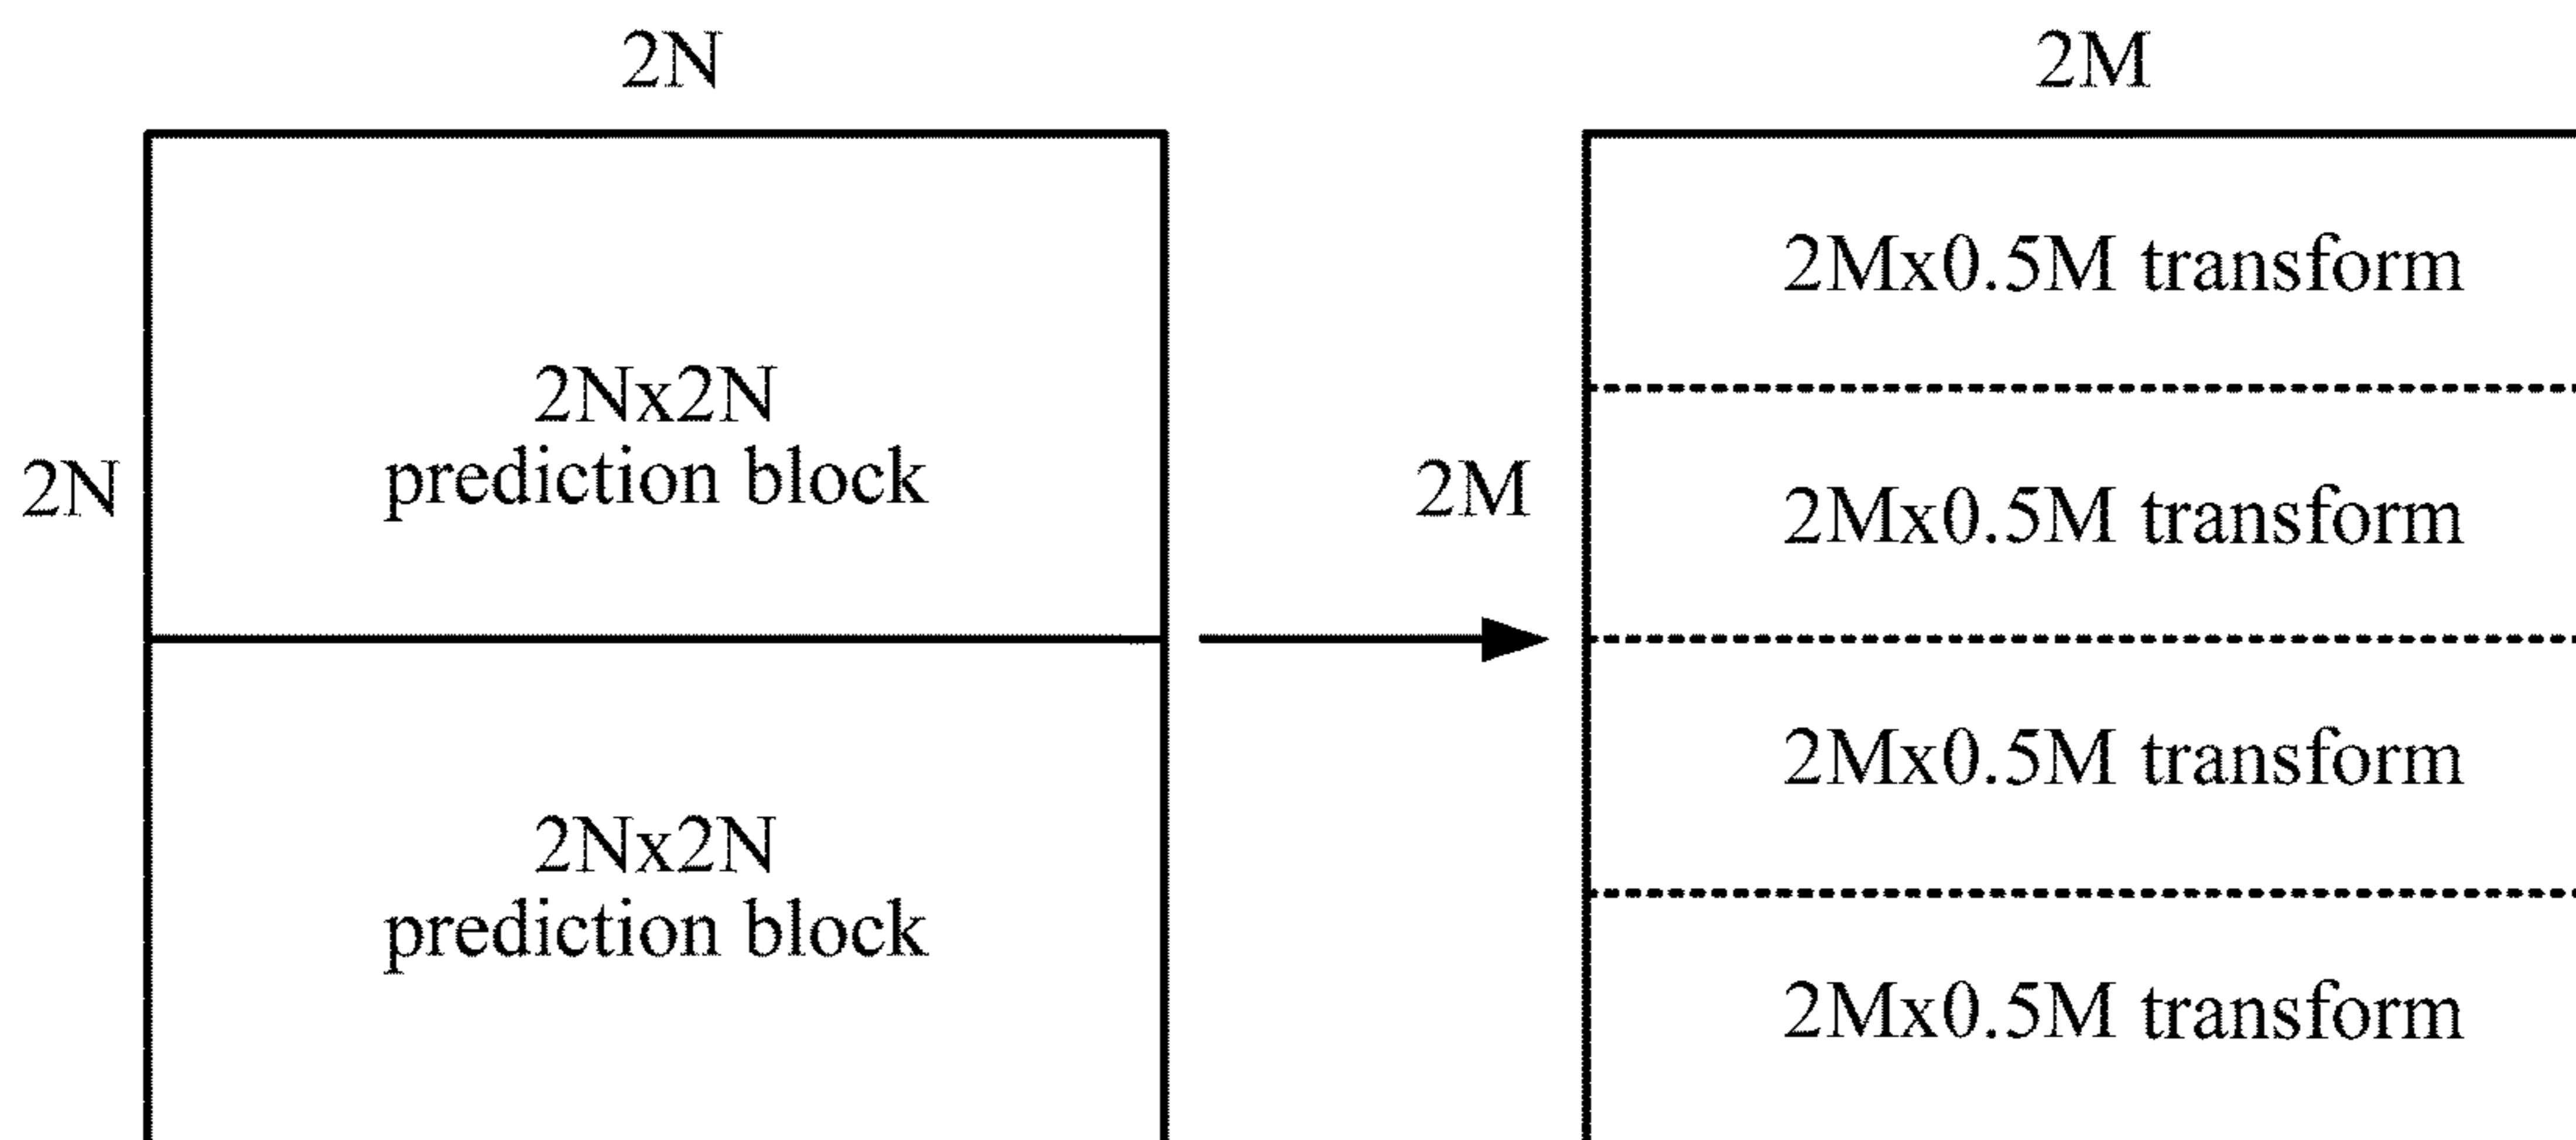 2N
2N
2Nx2N
prediction block
2Nx2N
prediction block
2M
2M
2Mx0.5M transform
2Mx0.5M transform
2Mx0.5M transform
2Mx0.5M transform